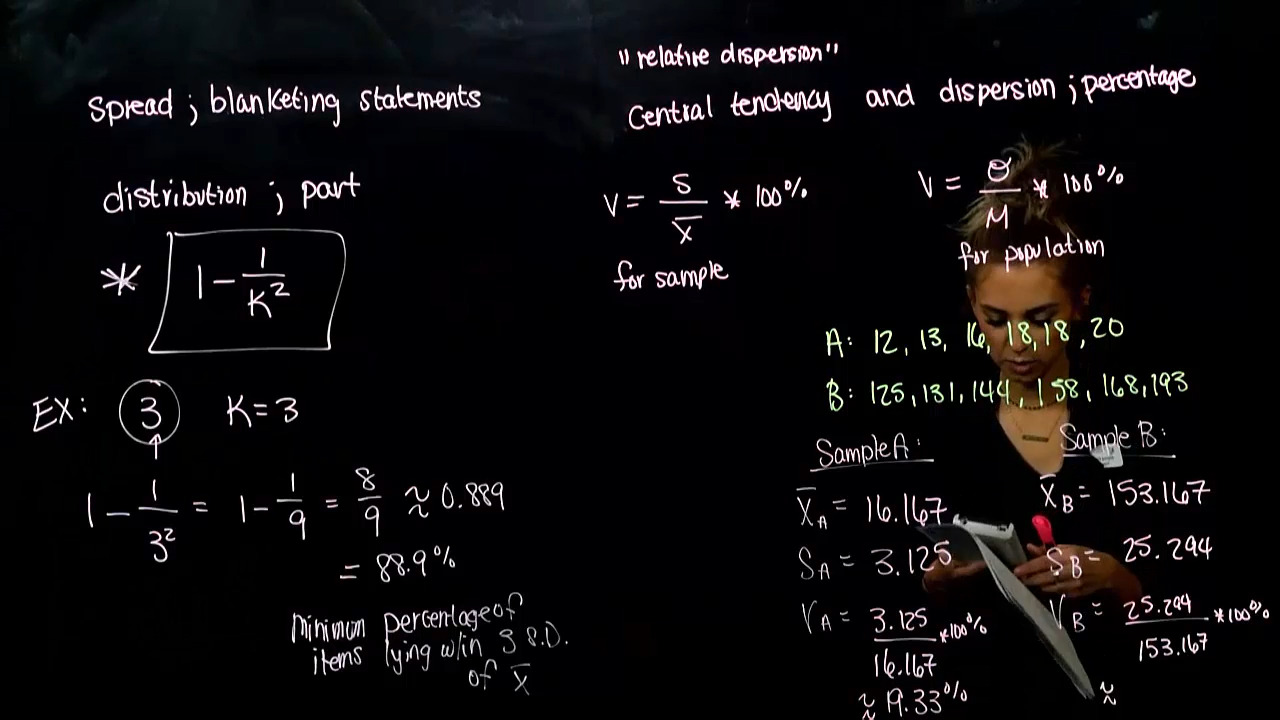 spread ; blanketing statements
distribution ; part
* 1 - 1/K²
EX: 3 K = 3
1 - 1/3² = 1 - 1/9 = 8/9 ≈ 0.889
= 88.9%
minimum percentage of
items lying w/in 3 S.D.
of x̄
"relative dispersion"
Central tendency and dispersion ; percentage
V = S/x̄ * 100%
for sample
V = σ/M * 100%
for population
A: 12, 13, 16, 18, 18, 20
B: 125, 131, 144, 158, 168, 193
Sample A:
x̄A = 16.167
SA = 3.125
VA = 3.125/16.167 *100%
≈ 19.33%
Sample B:
x̄B = 153.167
SB = 25.294
VB = 25.294/153.167 *100%
≈